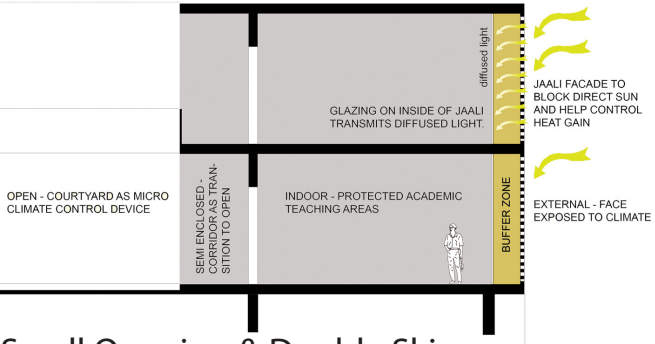 diffused light
GLAZING ON INSIDE OF JAALI
TRANSMITS DIFFUSED LIGHT.
JAALI FACADE TO
BLOCK DIRECT SUN
AND HELP CONTROL
HEAT GAIN
OPEN - COURTYARD AS MICRO
CLIMATE CONTROL DEVICE
SEMI ENCLOSED -
CORRIDOR AS TRAN-
SITION TO OPEN
INDOOR - PROTECTED ACADEMIC
TEACHING AREAS
BUFFER ZONE
EXTERNAL - FACE
EXPOSED TO CLIMATE